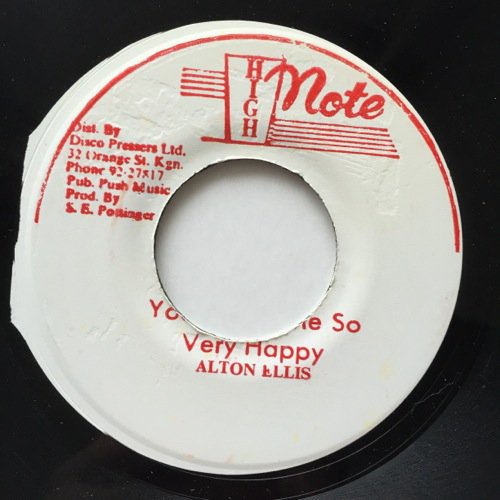 HIGH Note
Dist. By
Disco Pressers Ltd.
32 Orange St. Kgn.
Phone 92-27817
Pub. Push Music
Prod. By
S. E. Pottinger
So
Very Happy
ALTON ELLIS